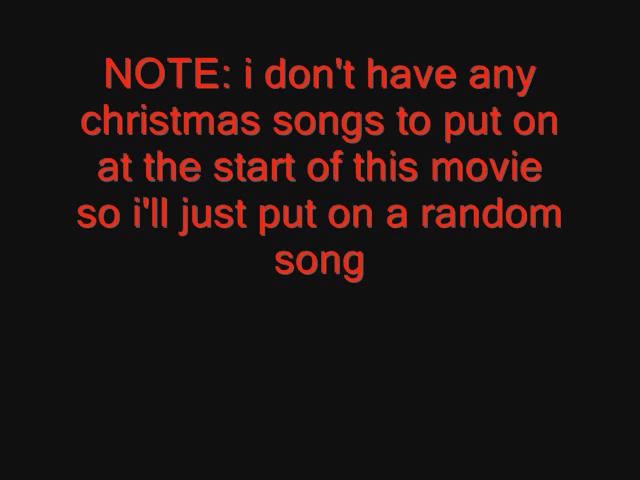 NOTE: i don't have any
christmas songs to put on
at the start of this movie
so i'll just put on a random
song